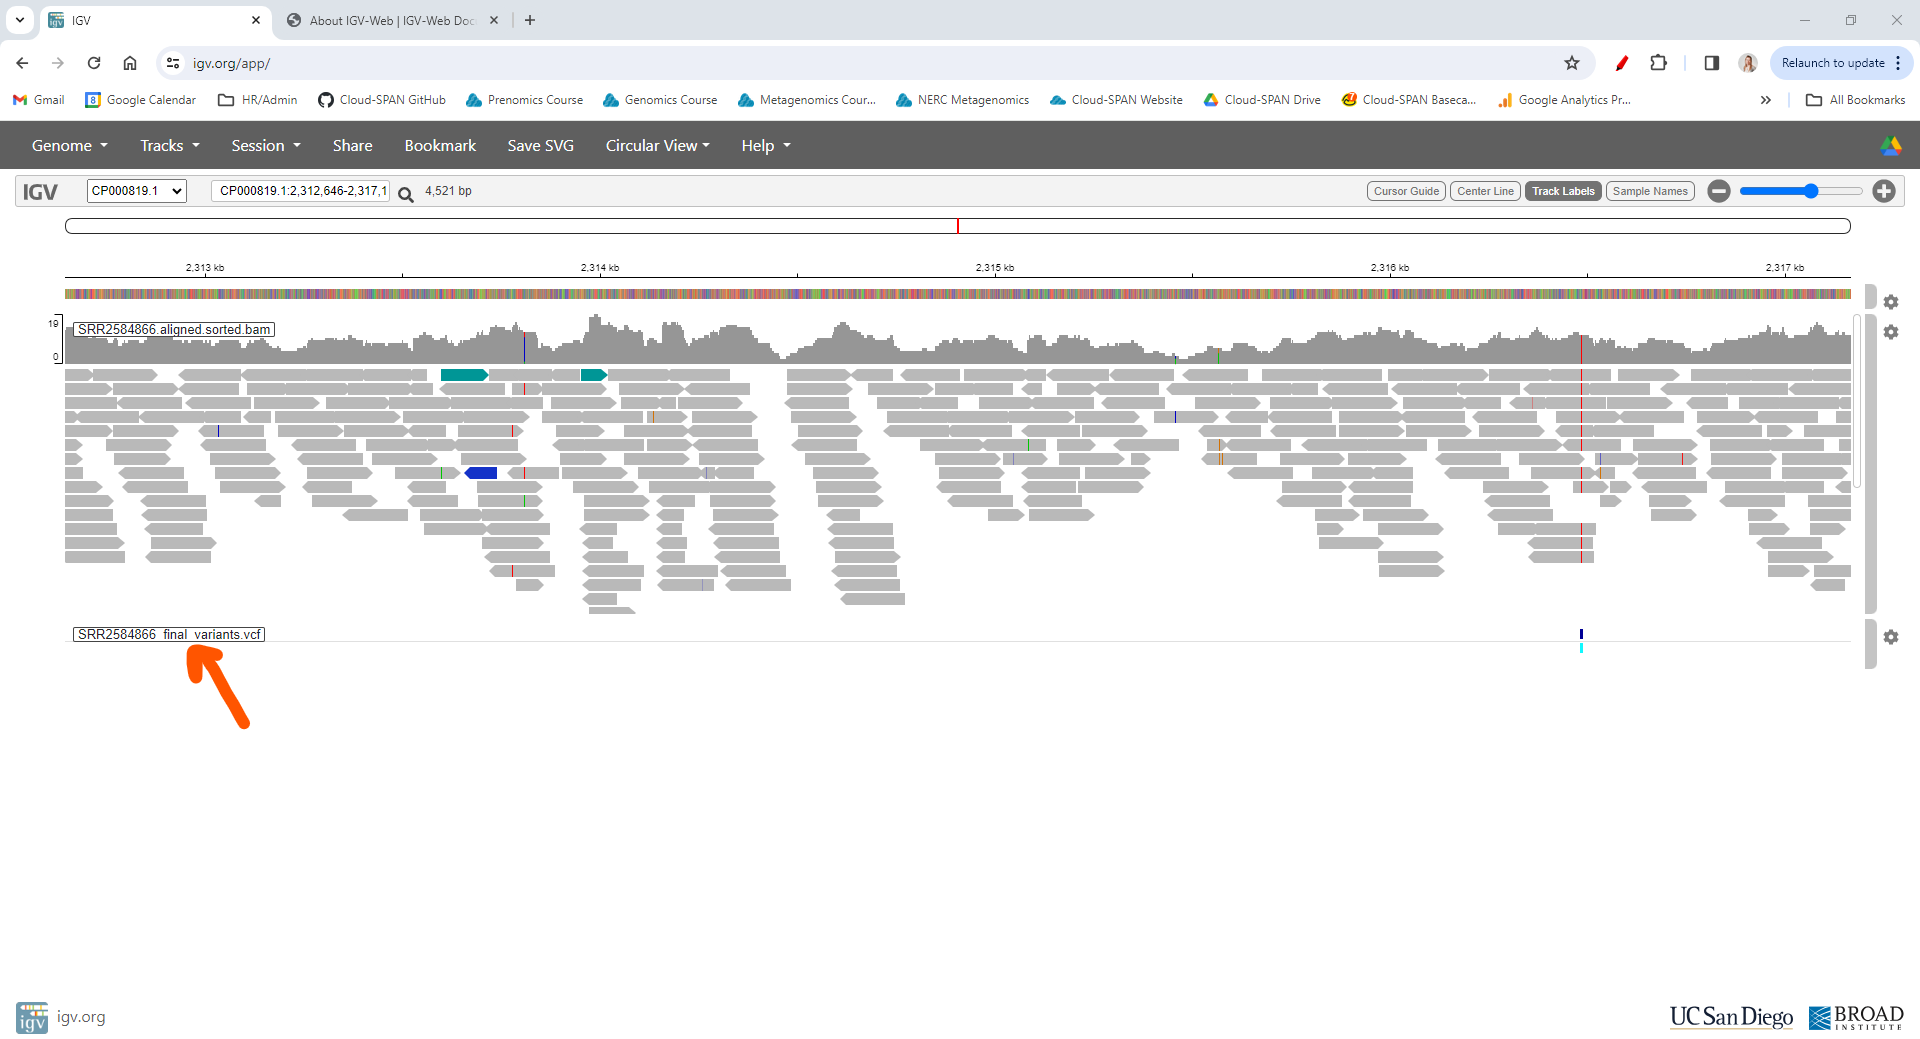 IGV
About IGV-Web | IGV-Web Doc
igv.org/app/
Relaunch to update
Gmail
Google Calendar
HR/Admin
Cloud-SPAN GitHub
Prenomics Course
Genomics Course
Metagenomics Cour...
NERC Metagenomics
Cloud-SPAN Website
Cloud-SPAN Drive
Cloud-SPAN Baseca...
Google Analytics Pr...
All Bookmarks
Genome
Tracks
Session
Share
Bookmark
Save SVG
Circular View
Help
IGV
CP000819.1
CP000819.1:2,312,646-2,317,1
4,521 bp
Cursor Guide
Center Line
Track Labels
Sample Names
2,313 kb
2,314 kb
2,315 kb
2,316 kb
2,317 kb
19
0
SRR2584866.aligned.sorted.bam
SRR2584866_final_variants.vcf
igv
igv.org
UC San Diego
BROAD
INSTITUTE